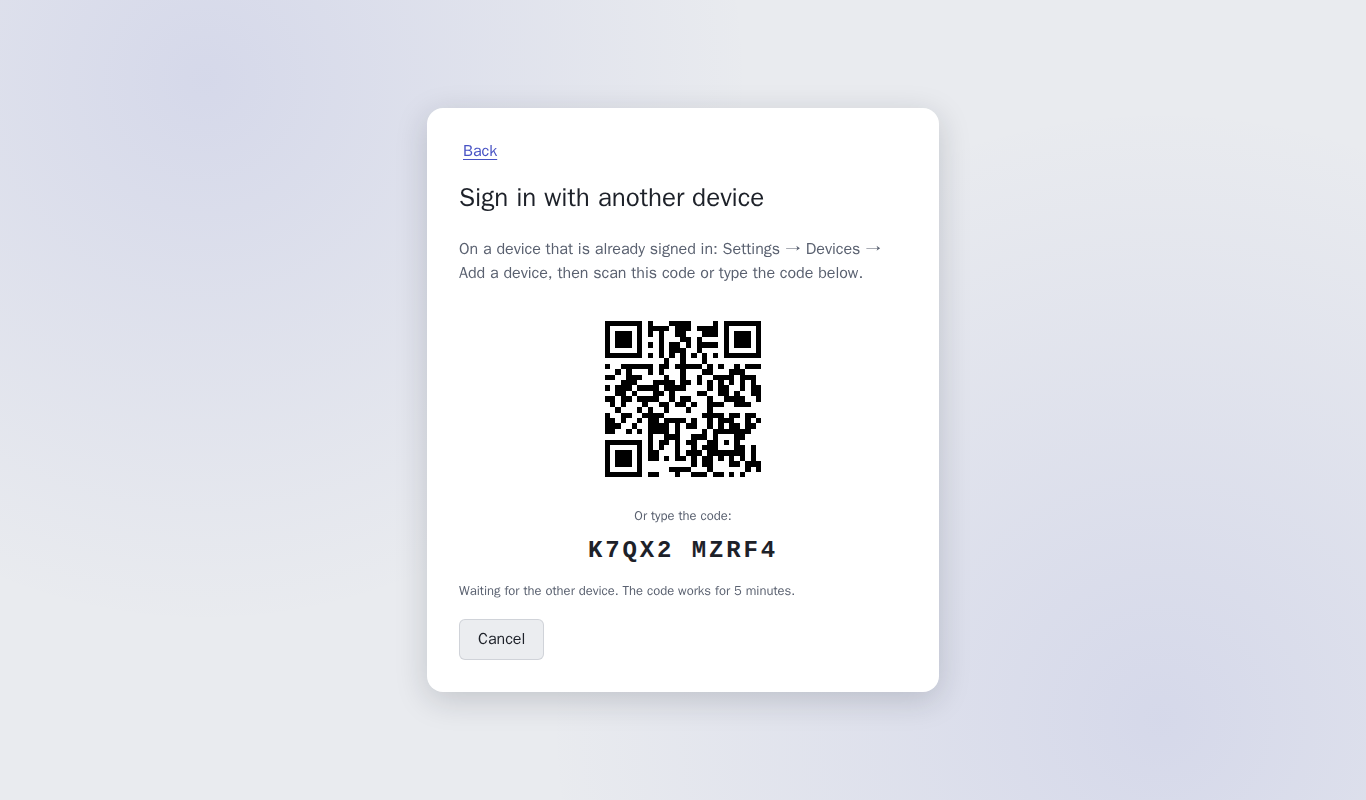 Back
Sign in with another device
On a device that is already signed in: Settings → Devices →
Add a device, then scan this code or type the code below.
Or type the code:
K7QX2 MZRF4
Waiting for the other device. The code works for 5 minutes.
Cancel